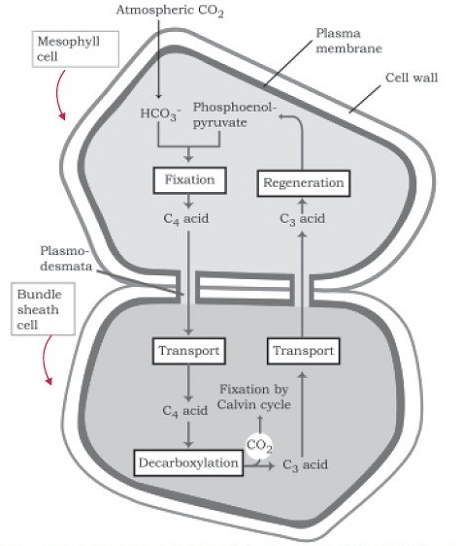 Atmospheric CO₂
Mesophyll
cell
Plasma
membrane
Cell wall
HCO₃⁻
Phosphoenol-
pyruvate
Fixation
Regeneration
C₄ acid
C₃ acid
Plasmo-
desmata
Bundle
sheath
cell
Transport
Transport
Fixation by
Calvin cycle
C₄ acid
CO₂
Decarboxylation
C₃ acid